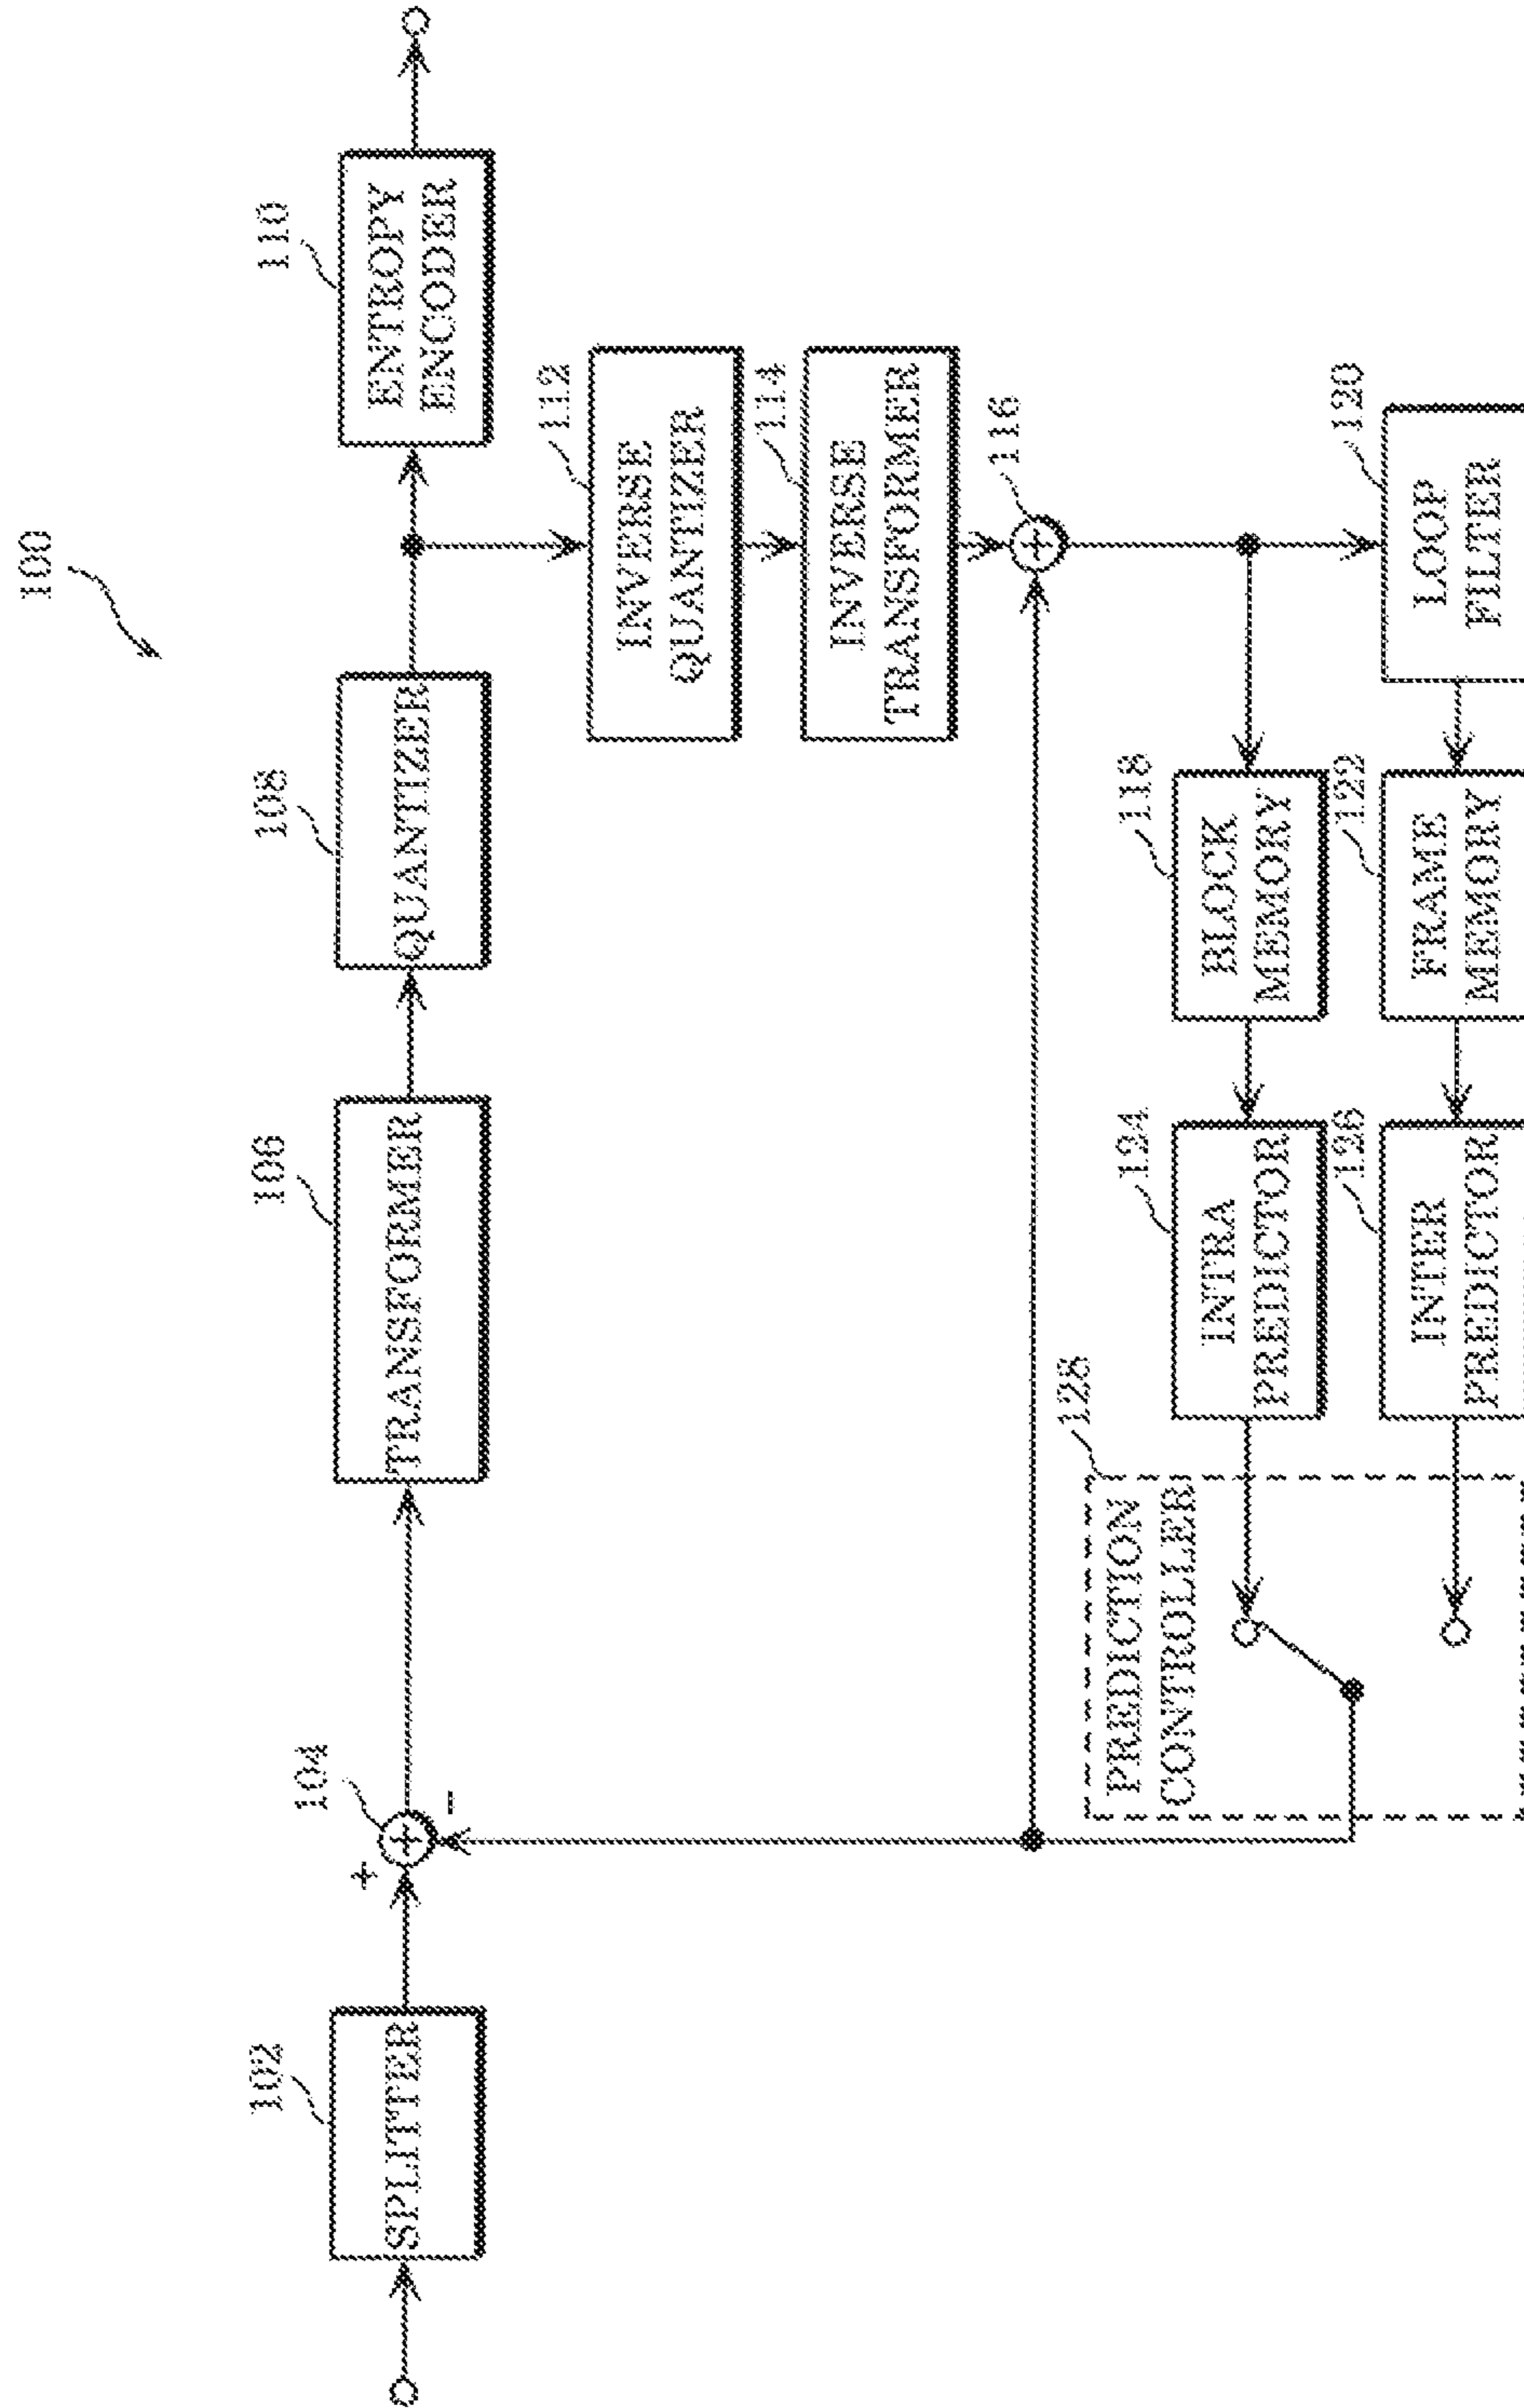 100
102
SPLITTER
104
+
-
106
TRANSFORMER
108
QUANTIZER
110
ENTROPY
ENCODER
112
INVERSE
QUANTIZER
114
INVERSE
TRANSFORMER
116
128
PREDICTION
CONTROLLER
124
INTRA
PREDICTOR
118
BLOCK
MEMORY
126
INTER
PREDICTOR
122
FRAME
MEMORY
120
LOOP
FILTER